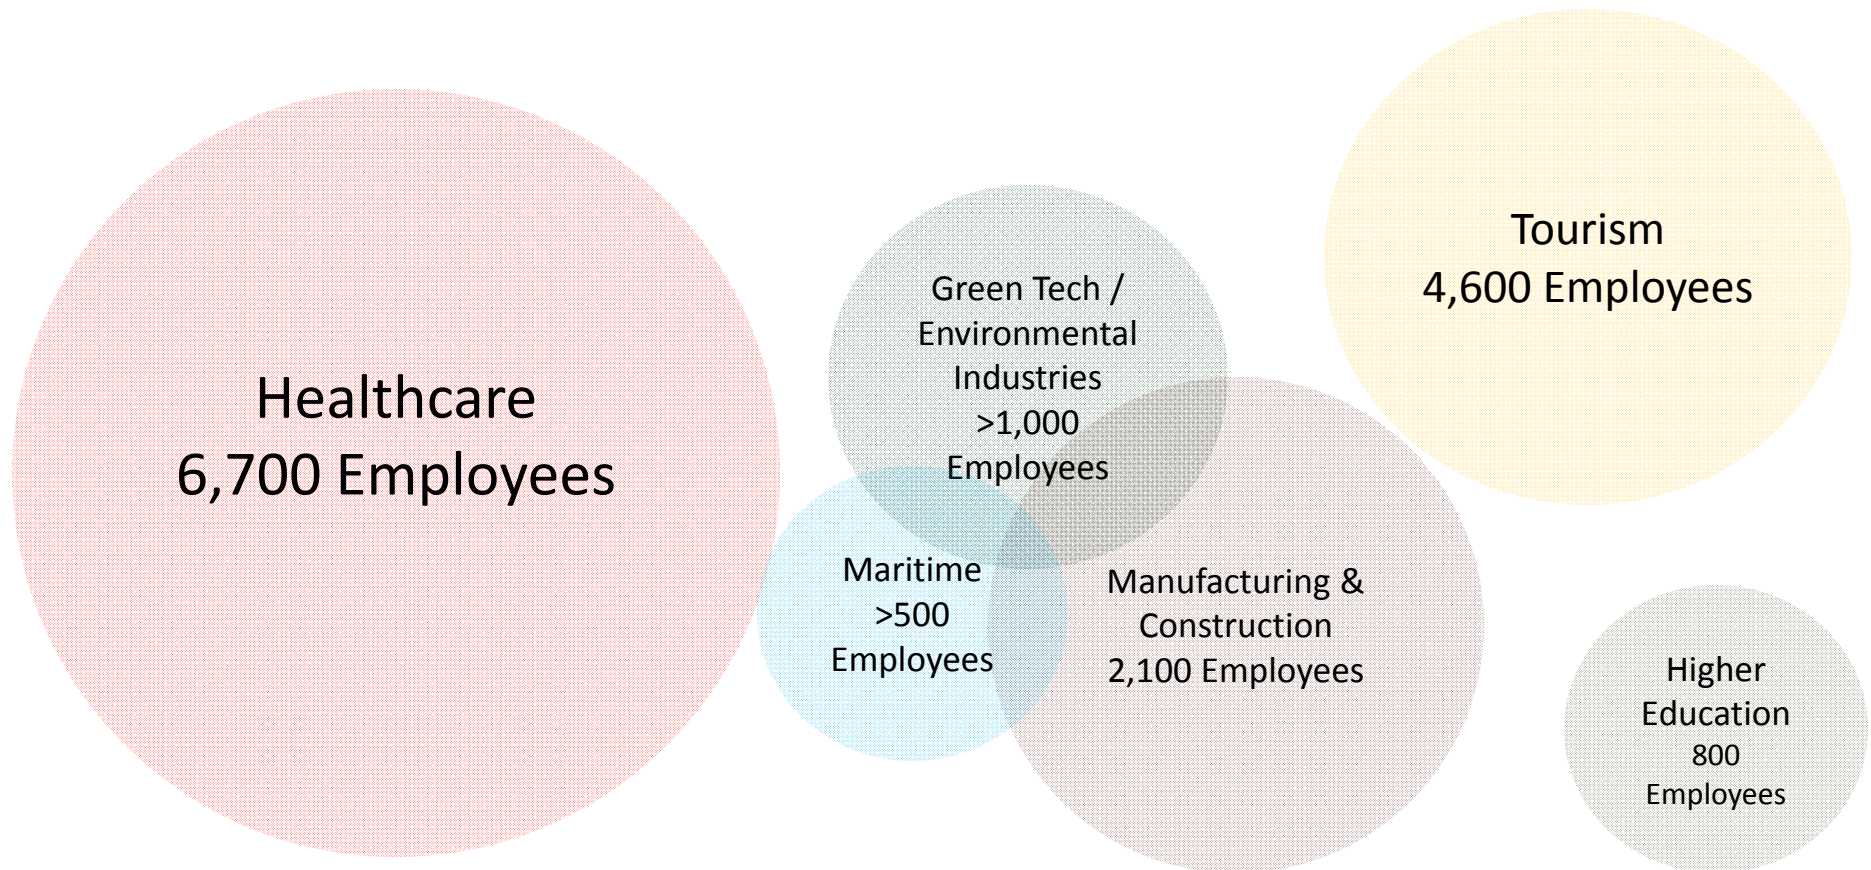 Healthcare
6,700 Employees
Green Tech /
Environmental
Industries
>1,000
Employees
Tourism
4,600 Employees
Maritime
>500
Employees
Manufacturing &
Construction
2,100 Employees
Higher
Education
800
Employees